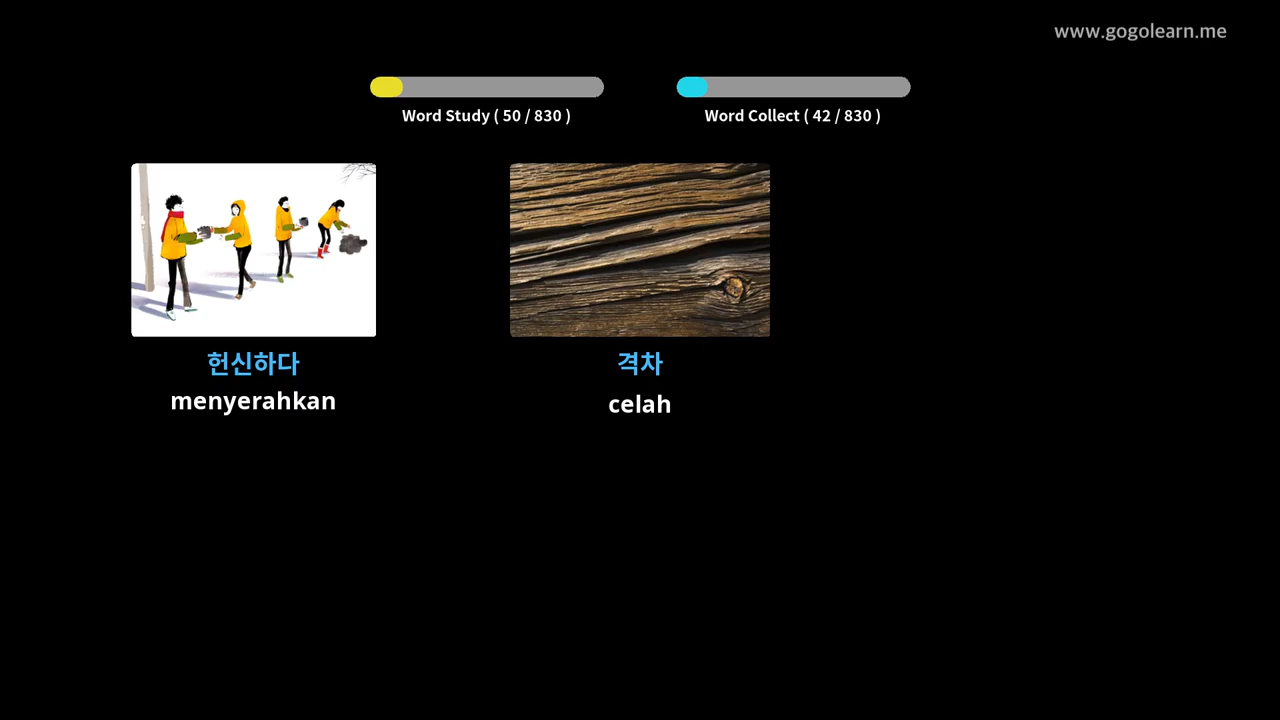 www.gogolearn.me
Word Study ( 50 / 830 )
Word Collect ( 42 / 830 )
헌신하다
menyerahkan
격차
celah